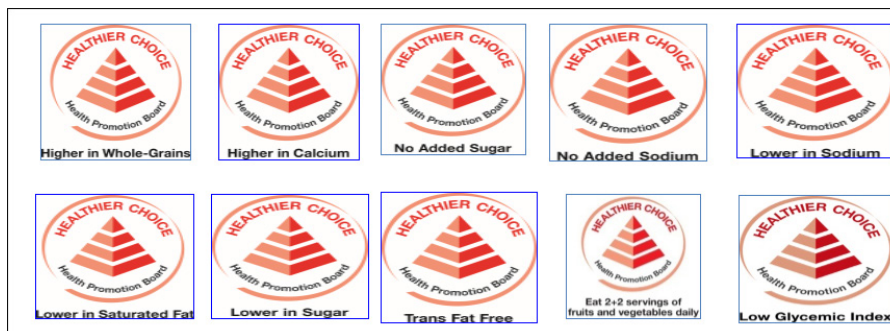 HEALTHIER CHOICE
Health Promotion Board
Higher in Whole-Grains
HEALTHIER CHOICE
Health Promotion Board
Higher in Calcium
HEALTHIER CHOICE
Health Promotion Board
No Added Sugar
HEALTHIER CHOICE
Health Promotion Board
No Added Sodium
HEALTHIER CHOICE
Health Promotion Board
Lower in Sodium
HEALTHIER CHOICE
Health Promotion Board
Lower in Saturated Fat
HEALTHIER CHOICE
Health Promotion Board
Lower in Sugar
HEALTHIER CHOICE
Health Promotion Board
Trans Fat Free
HEALTHIER CHOICE
Health Promotion Board
Eat 2+2 servings of
fruits and vegetables daily
HEALTHIER CHOICE
Health Promotion Board
Low Glycemic Index